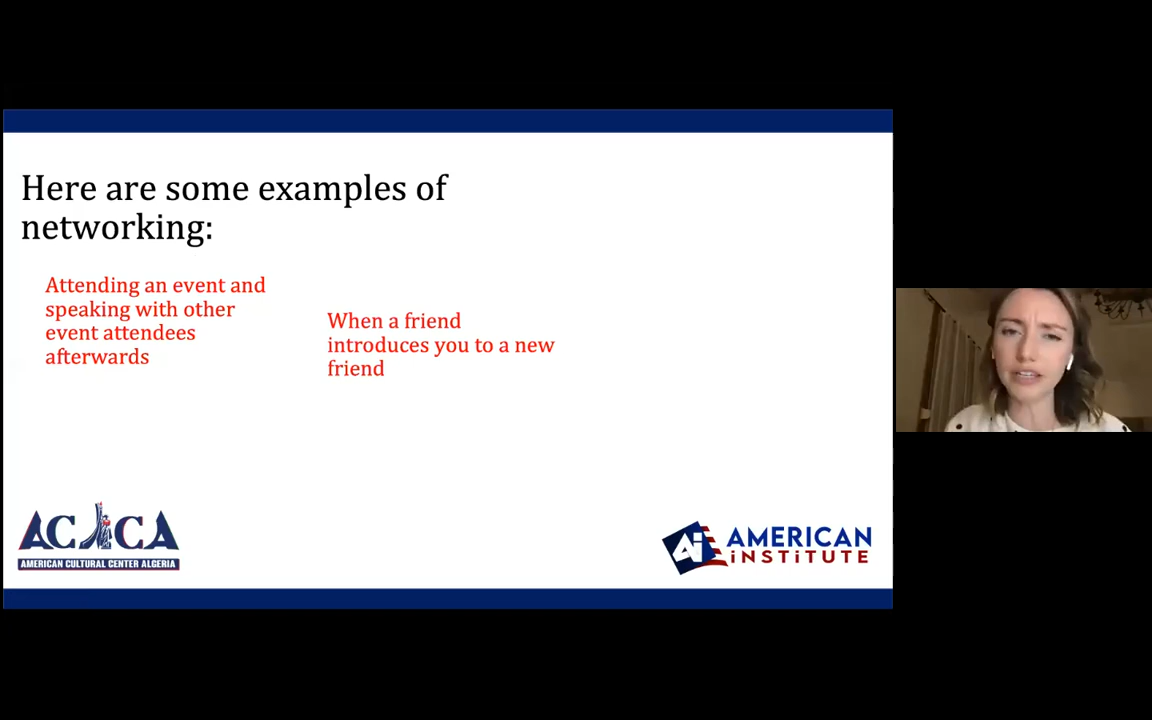 Here are some examples of
networking:
Attending an event and
speaking with other
event attendees
afterwards
When a friend
introduces you to a new
friend
ACCA
AMERICAN CULTURAL CENTER ALGERIA
Ai
AMERICAN
iNSTiTUTE